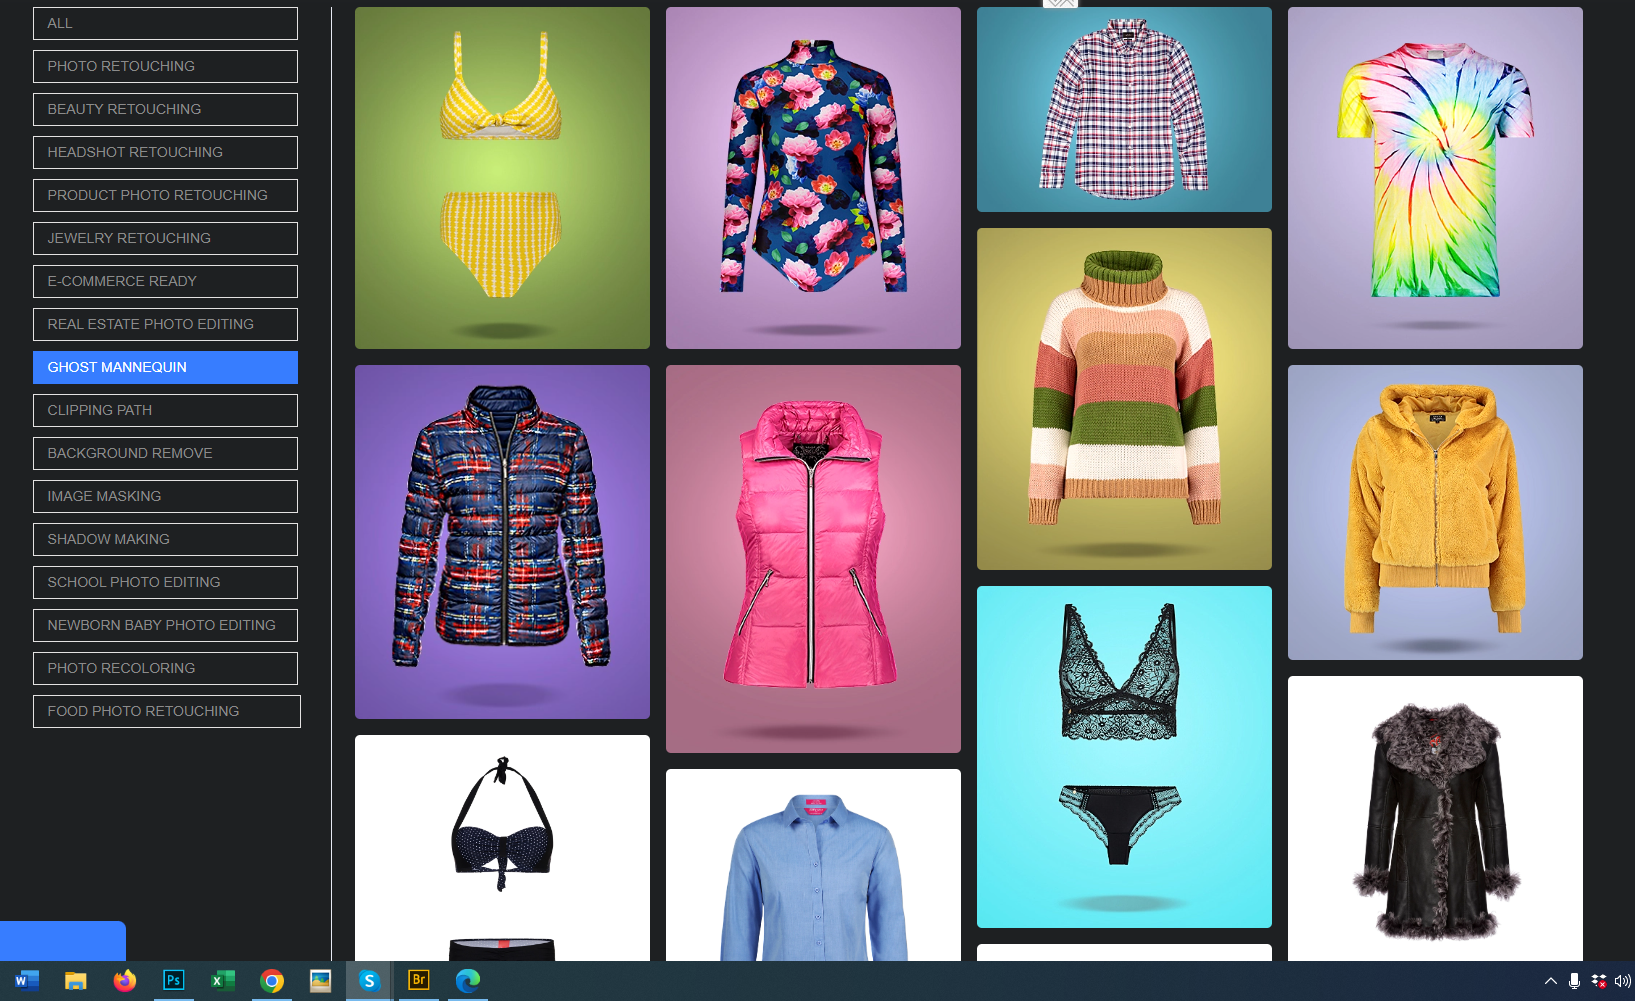 ALL
PHOTO RETOUCHING
BEAUTY RETOUCHING
HEADSHOT RETOUCHING
PRODUCT PHOTO RETOUCHING
JEWELRY RETOUCHING
E-COMMERCE READY
REAL ESTATE PHOTO EDITING
GHOST MANNEQUIN
CLIPPING PATH
BACKGROUND REMOVE
IMAGE MASKING
SHADOW MAKING
SCHOOL PHOTO EDITING
NEWBORN BABY PHOTO EDITING
PHOTO RECOLORING
FOOD PHOTO RETOUCHING
W
Ps
X
S
Br